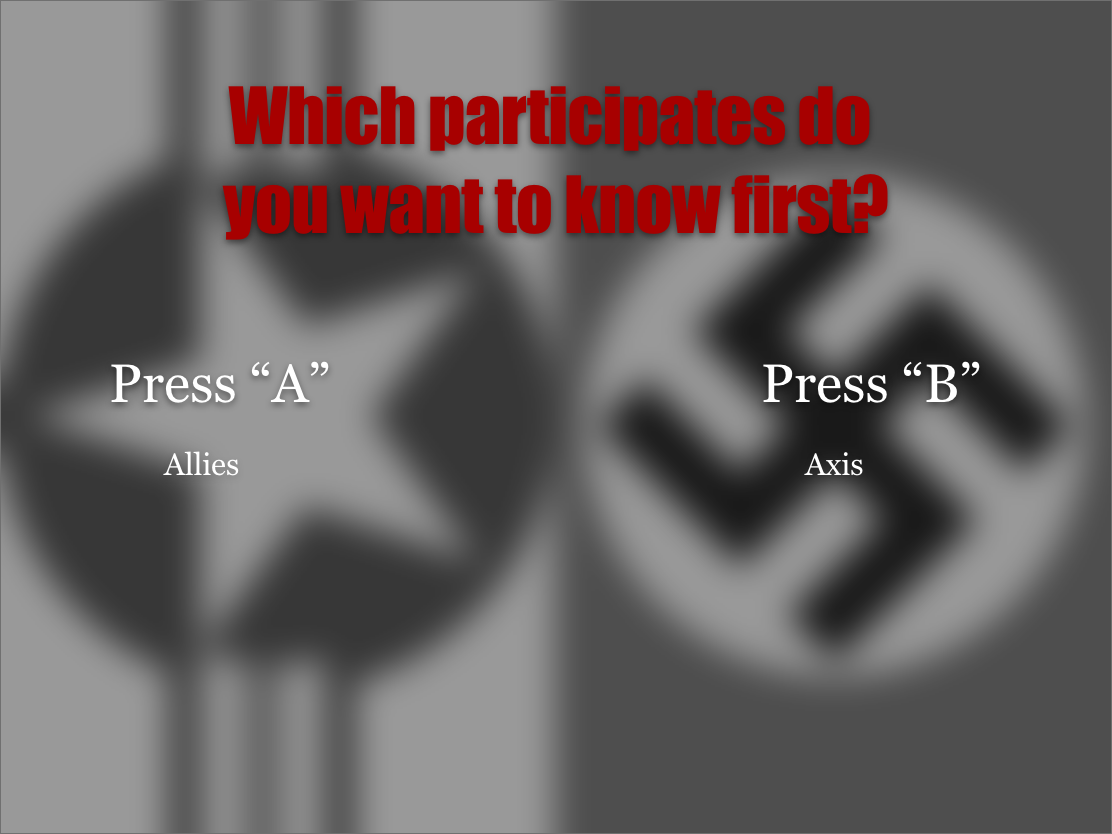 Which participates do
you want to know first?
Press “A”
Allies
Press “B”
Axis